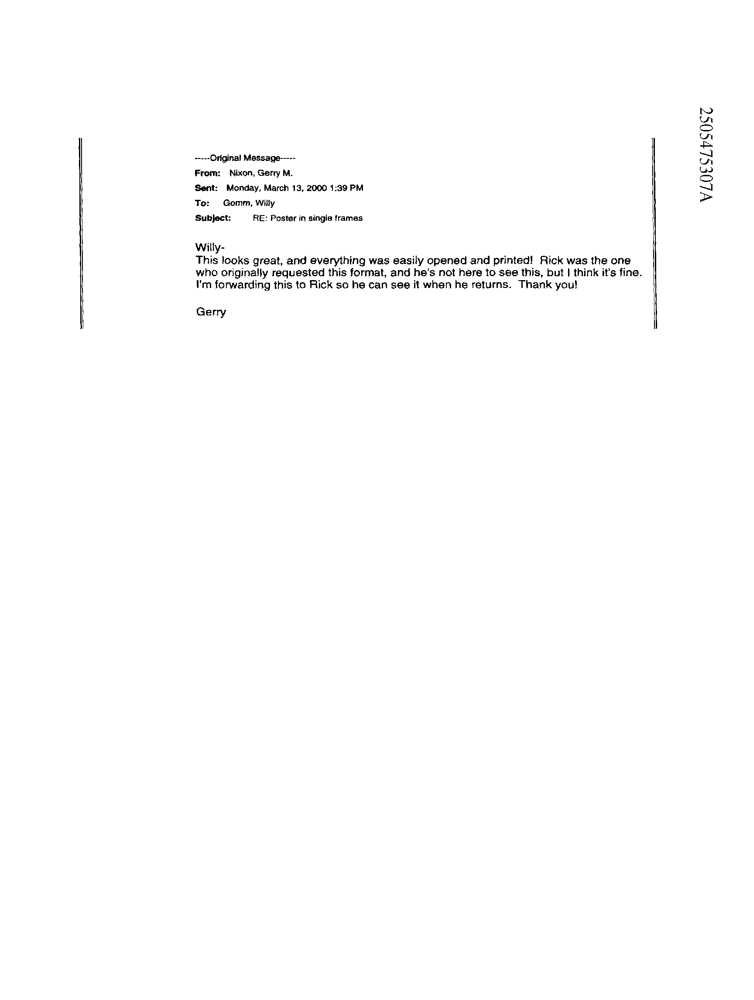 -----Original Message-----
From: Nixon, Gerry M.
Sent: Monday, March 13, 2000 1:39 PM
To: Gomm, Willy
Subject: RE: Poster in single frames
Willy-
This looks great, and everything was easily opened and printed! Rick was the one
who originally requested this format, and he's not here to see this, but I think it's fine.
I'm forwarding this to Rick so he can see it when he returns. Thank you!
Gerry
2505475307A